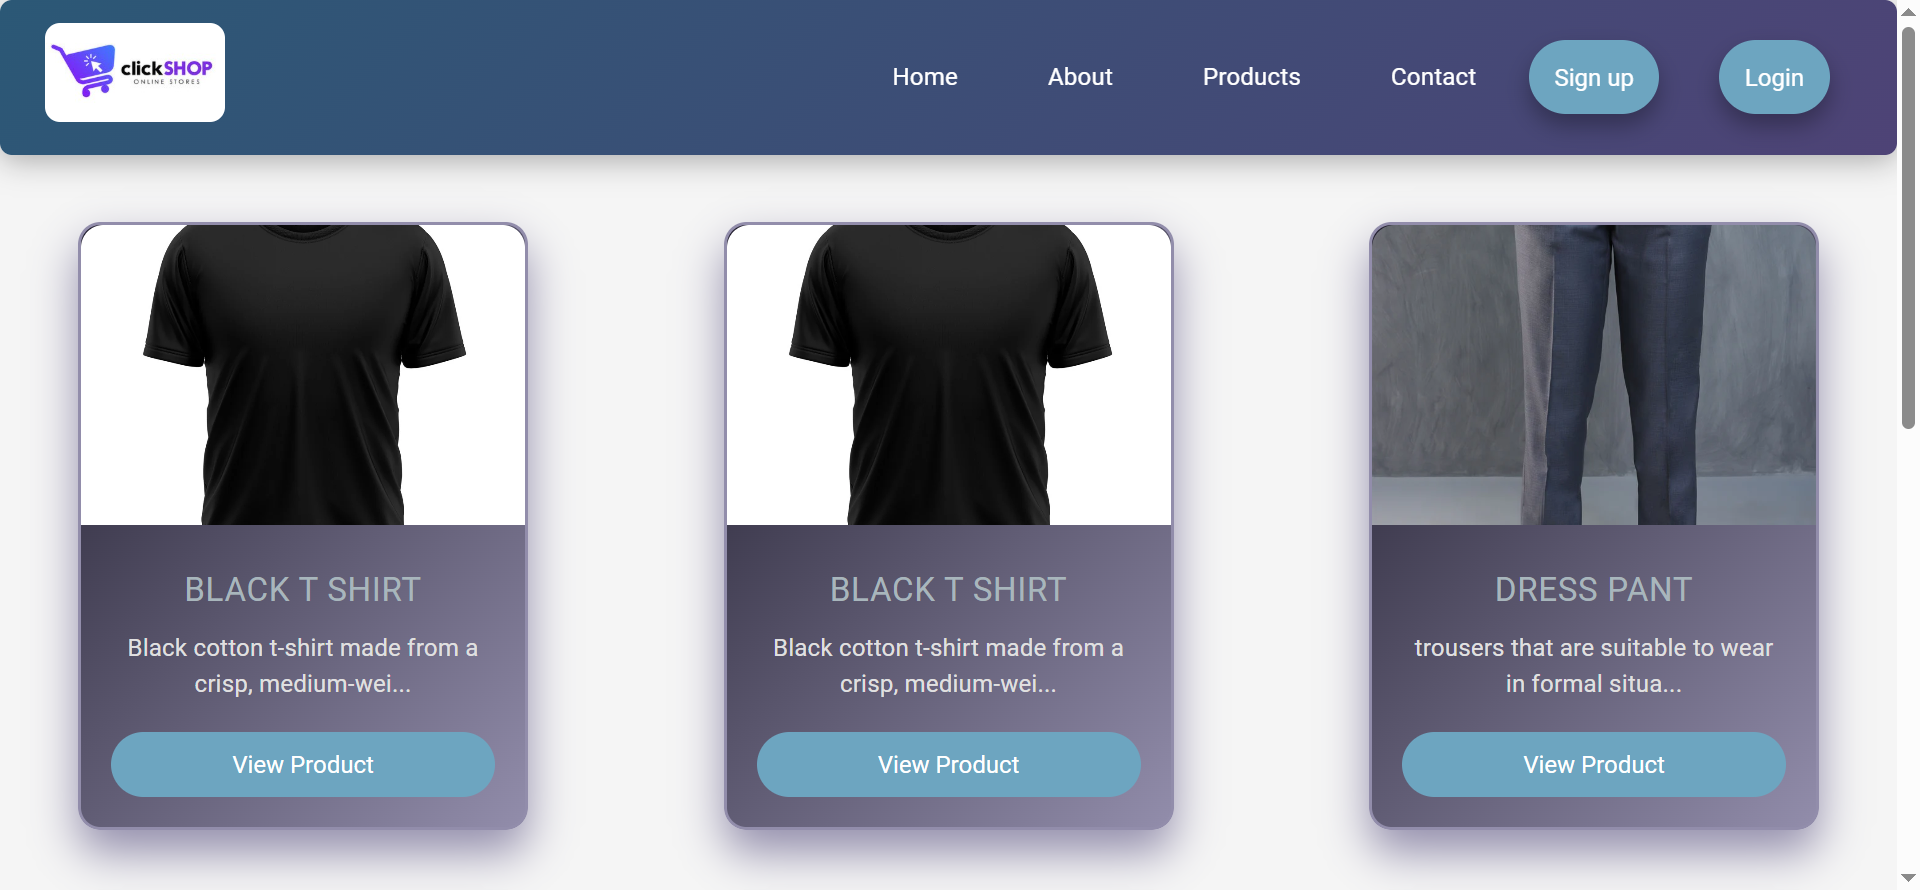 clickSHOP
ONLINE STORES
Home
About
Products
Contact
Sign up
Login
BLACK T SHIRT
Black cotton t-shirt made from a
crisp, medium-wei...
View Product
BLACK T SHIRT
Black cotton t-shirt made from a
crisp, medium-wei...
View Product
DRESS PANT
trousers that are suitable to wear
in formal situa...
View Product